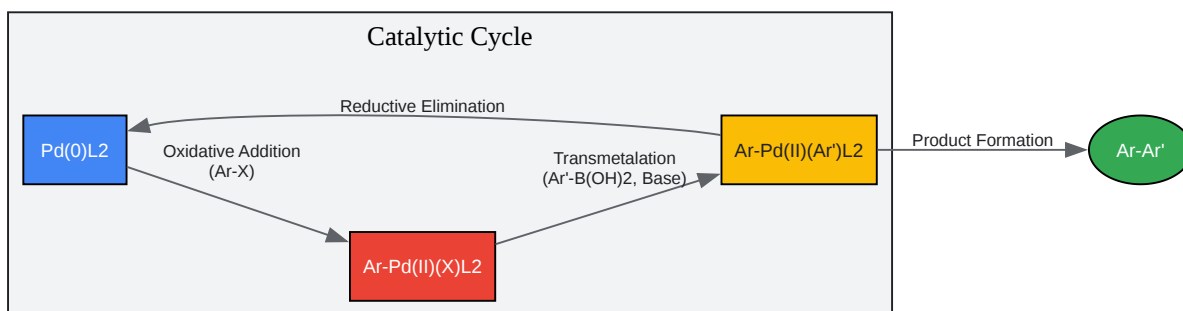 Catalytic Cycle
Reductive Elimination
Pd(0)L2
Oxidative Addition
(Ar-X)
Transmetalation
(Ar'-B(OH)2, Base)
Ar-Pd(II)(Ar')L2
Product Formation
Ar-Ar'
Ar-Pd(II)(X)L2